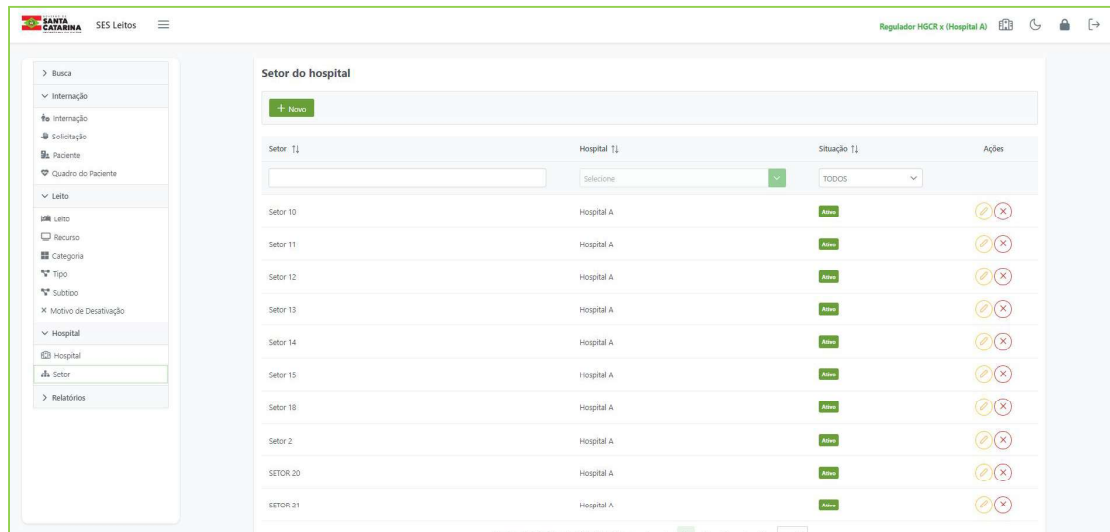 SANTA
CATARINA
SES Leitos
Regulador HGCR x (Hospital A)
Busca
Internação
Internação
Solicitação
Paciente
Quadro do Paciente
Leito
Leito
Recurso
Categoria
Tipo
Subtipo
Motivo de Desativação
Hospital
Hospital
Setor
Relatórios
Setor do hospital
+ Novo
Setor Hospital Situação Ações
Selecione TODOS
Setor 10 Hospital A Ativo
Setor 11 Hospital A Ativo
Setor 12 Hospital A Ativo
Setor 13 Hospital A Ativo
Setor 14 Hospital A Ativo
Setor 15 Hospital A Ativo
Setor 18 Hospital A Ativo
Setor 2 Hospital A Ativo
SETOR 20 Hospital A Ativo
SETOR 21 Hospital A Ativo